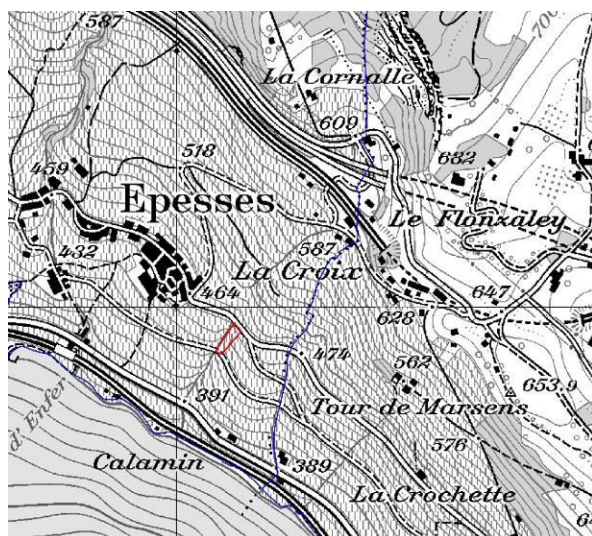 587
700
La Cornalle
609
518
682
459
Epesses
Le Flonzaley
587
432
La Croix
464
647
628
474
562
653,9
391
d'Enfer
Tour de Marsens
576
Calamin
389
La Crochette